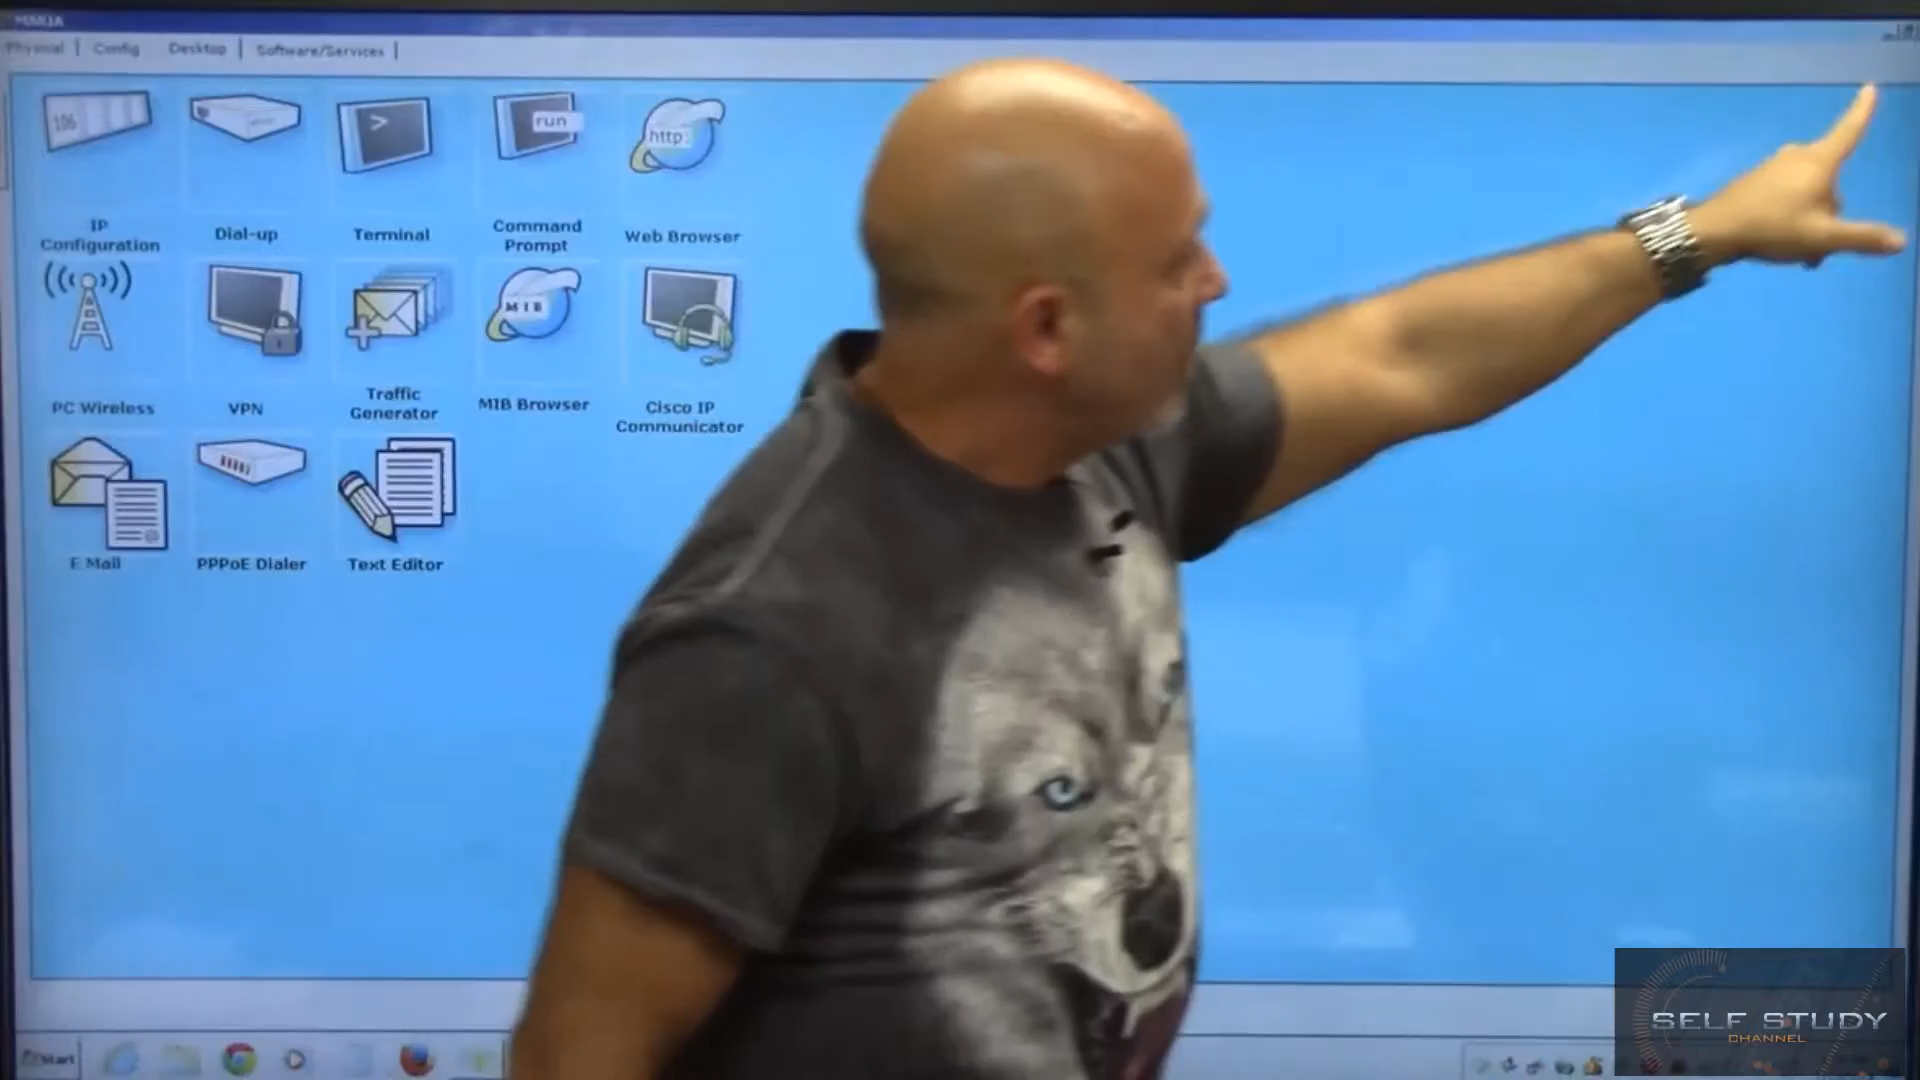 MARIA
Physical Config Desktop Software/Services
106
>
run
http:
IP
Configuration
Dial-up
Terminal
Command
Prompt
Web Browser
MIB
PC Wireless
VPN
Traffic
Generator
MIB Browser
Cisco IP
Communicator
E Mail
PPPoE Dialer
Text Editor
Start
SELF STUDY
CHANNEL